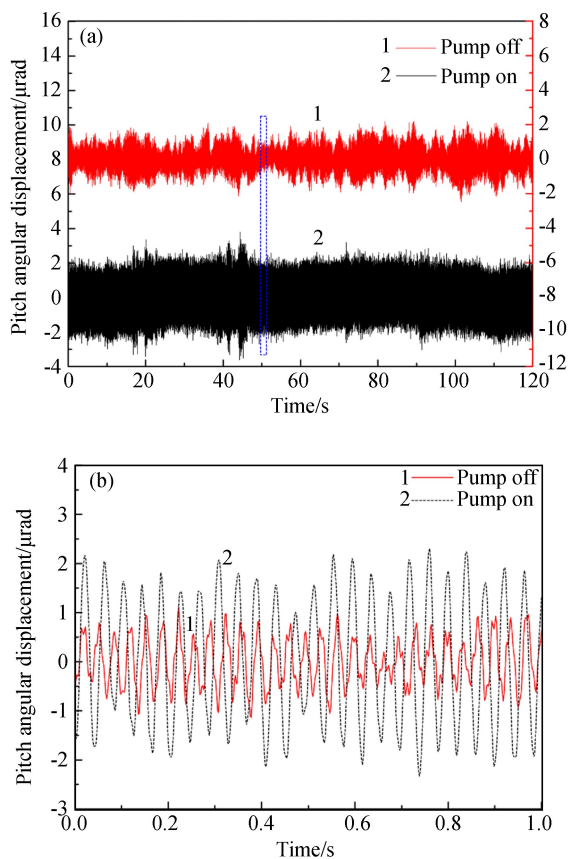 (a)
1 Pump off
2 Pump on
Pitch angular displacement/μrad
16
14
12
10
8
6
4
2
0
-2
-4
8
6
4
2
0
-2
-4
-6
-8
-10
-12
1
2
0 20 40 60 80 100 120
Time/s
(b)
1 Pump off
2 Pump on
Pitch angular displacement/μrad
4
3
2
1
0
-1
-2
-3
2
1
0.0 0.2 0.4 0.6 0.8 1.0
Time/s